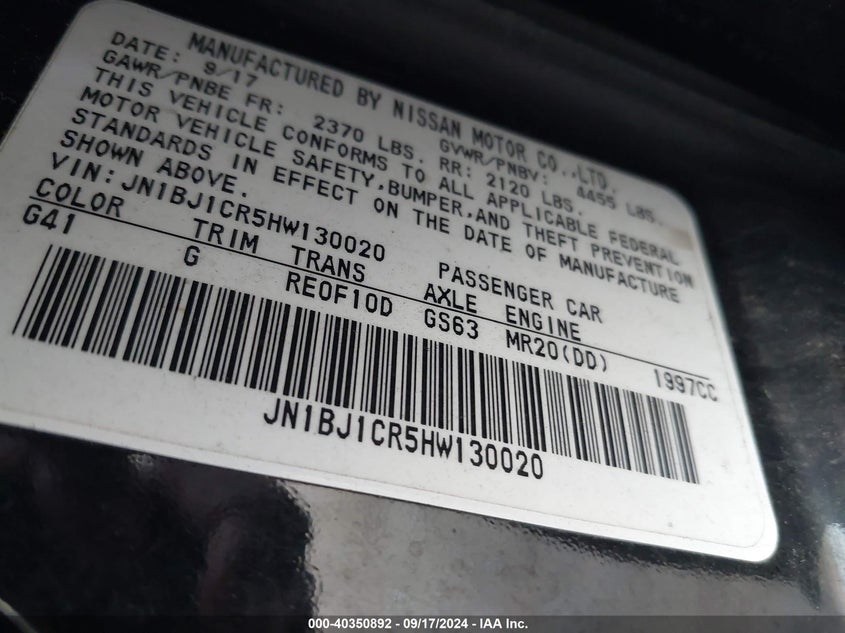 MANUFACTURED BY NISSAN MOTOR CO.,LTD.
DATE: 9/17 GVWR/PNBV: 4455 LBS.
GAWR/PNBE FR: 2370 LBS. RR: 2120 LBS.
THIS VEHICLE CONFORMS TO ALL APPLICABLE FEDERAL
MOTOR VEHICLE SAFETY,BUMPER,AND THEFT PREVENTION
STANDARDS IN EFFECT ON THE DATE OF MANUFACTURE
SHOWN ABOVE.
VIN:JN1BJ1CR5HW130020 PASSENGER CAR
COLOR TRIM TRANS AXLE ENGINE
G41 G RE0F10D GS63 MR20(DD) 1997CC
JN1BJ1CR5HW130020
000-40350892 - 09/17/2024 - IAA Inc.